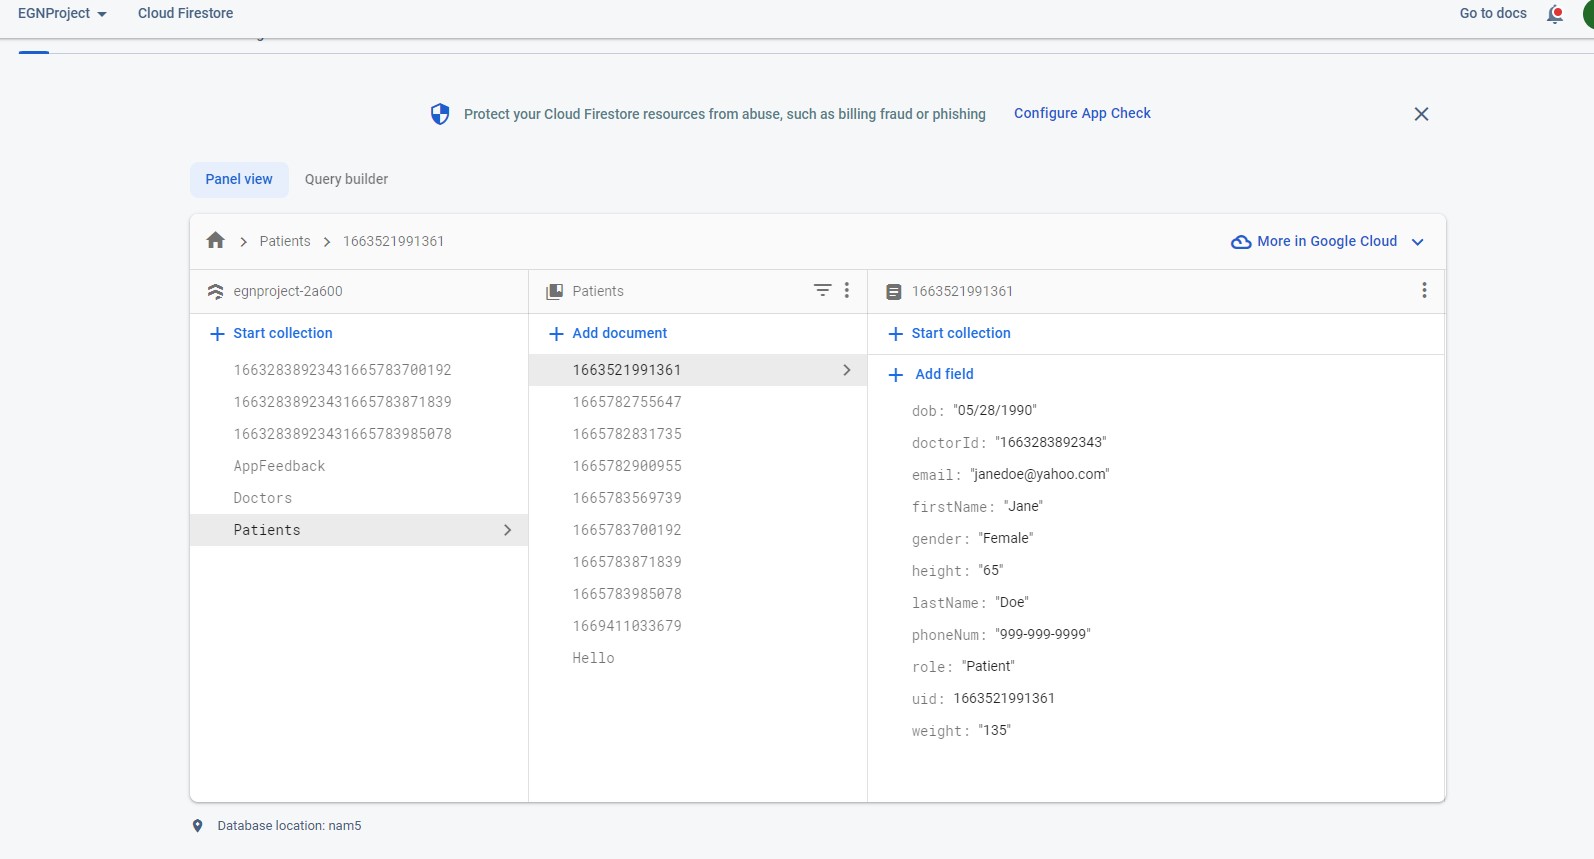 EGNProject
Cloud Firestore
Go to docs
Protect your Cloud Firestore resources from abuse, such as billing fraud or phishing
Configure App Check
Panel view
Query builder
Patients
1663521991361
More in Google Cloud
egnproject-2a600
Start collection
16632838923431665783700192
16632838923431665783871839
16632838923431665783985078
AppFeedback
Doctors
Patients
Patients
Add document
1663521991361
1665782755647
1665782831735
1665782900955
1665783569739
1665783700192
1665783871839
1665783985078
1669411033679
Hello
1663521991361
Start collection
Add field
dob: "05/28/1990"
doctorId: "1663283892343"
email: "janedoe@yahoo.com"
firstName: "Jane"
gender: "Female"
height: "65"
lastName: "Doe"
phoneNum: "999-999-9999"
role: "Patient"
uid: 1663521991361
weight: "135"
Database location: nam5